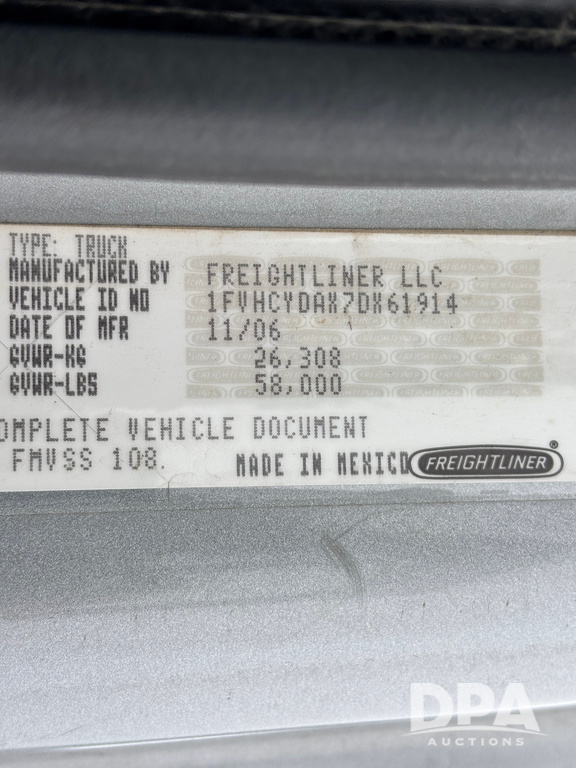 TYPE: TRUCK
MANUFACTURED BY FREIGHTLINER LLC
VEHICLE ID NO 1FVHCYDAX7DX61914
DATE OF MFR 11/06
GVWR-KG 26,308
GVWR-LBS 58,000
OMPLETE VEHICLE DOCUMENT
FMVSS 108.
MADE IN MEXICO FREIGHTLINER®
DPA
AUCTIONS